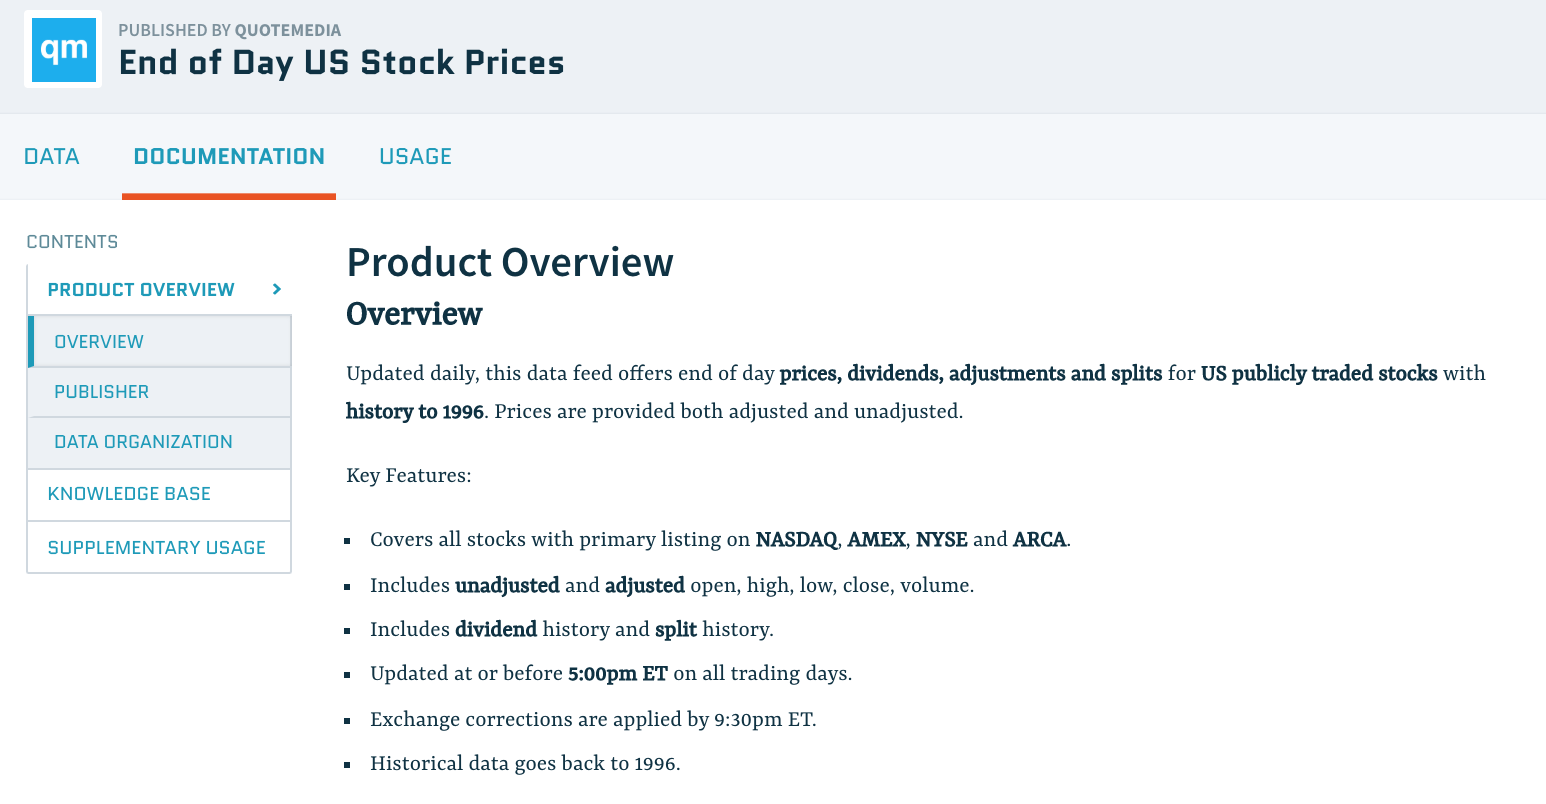 qm
PUBLISHED BY QUOTEMEDIA
End of Day US Stock Prices
DATA
DOCUMENTATION
USAGE
CONTENTS
PRODUCT OVERVIEW
OVERVIEW
PUBLISHER
DATA ORGANIZATION
KNOWLEDGE BASE
SUPPLEMENTARY USAGE
Product Overview
Overview
Updated daily, this data feed offers end of day prices, dividends, adjustments and splits for US publicly traded stocks with
history to 1996. Prices are provided both adjusted and unadjusted.
Key Features:
Covers all stocks with primary listing on NASDAQ, AMEX, NYSE and ARCA.
Includes unadjusted and adjusted open, high, low, close, volume.
Includes dividend history and split history.
Updated at or before 5:00pm ET on all trading days.
Exchange corrections are applied by 9:30pm ET.
Historical data goes back to 1996.